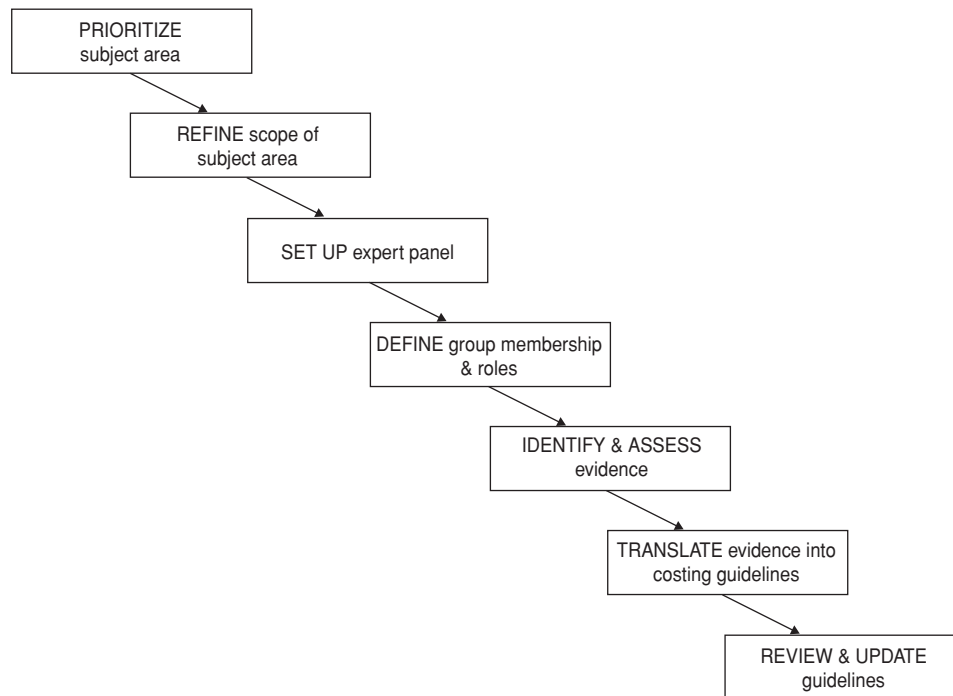 PRIORITIZE
subject area
REFINE scope of
subject area
SET UP expert panel
DEFINE group membership
& roles
IDENTIFY & ASSESS
evidence
TRANSLATE evidence into
costing guidelines
REVIEW & UPDATE
guidelines